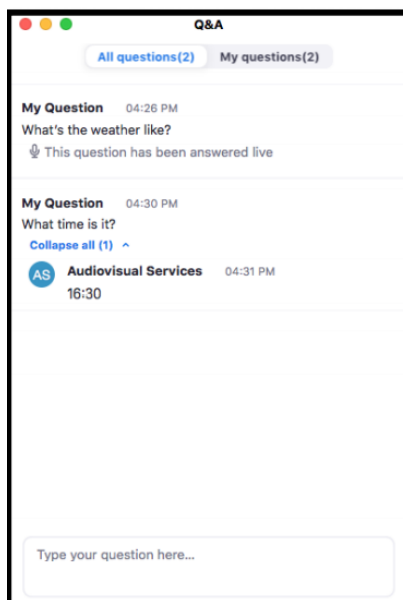 Q&A
All questions(2) My questions(2)
My Question 04:26 PM
What's the weather like?
This question has been answered live
My Question 04:30 PM
What time is it?
Collapse all (1)
AS Audiovisual Services 04:31 PM
16:30
Type your question here...